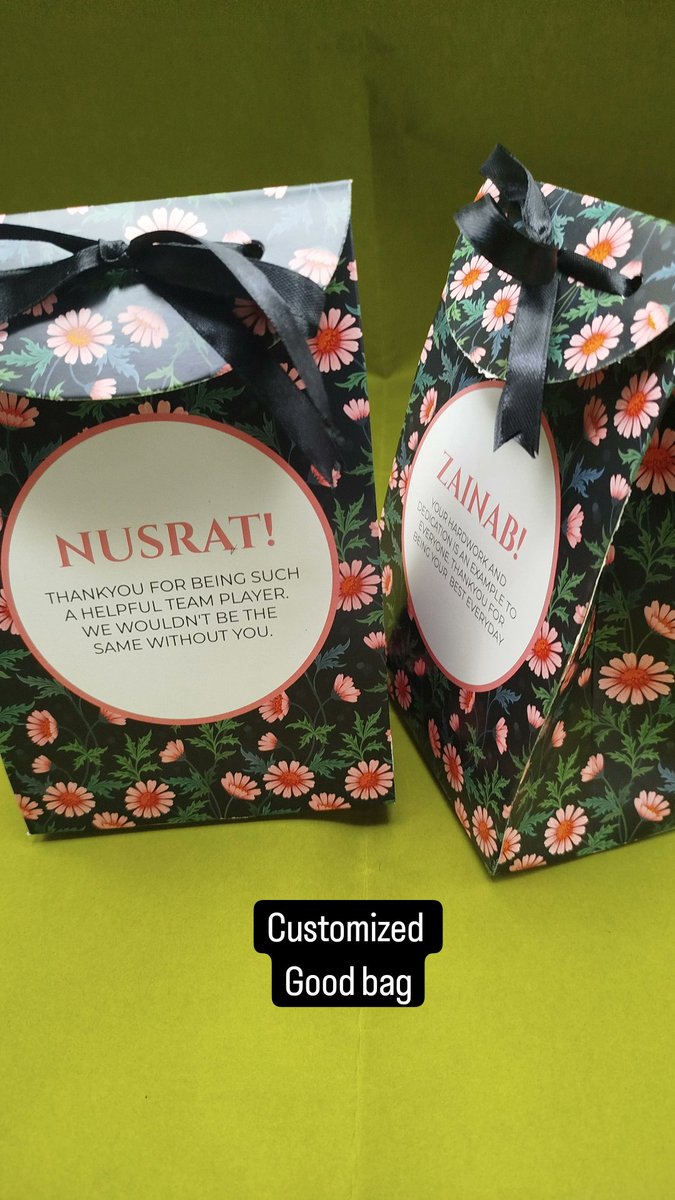 NUSRAT!
THANKYOU FOR BEING SUCH
A HELPFUL TEAM PLAYER.
WE WOULDN'T BE THE
SAME WITHOUT YOU.
ZAINAB!
YOUR HARDWORK AND
DEDICATION IS AN EXAMPLE TO
EVERYONE. THANKYOU FOR
BEING YOUR BEST EVERYDAY
Customized
Good bag